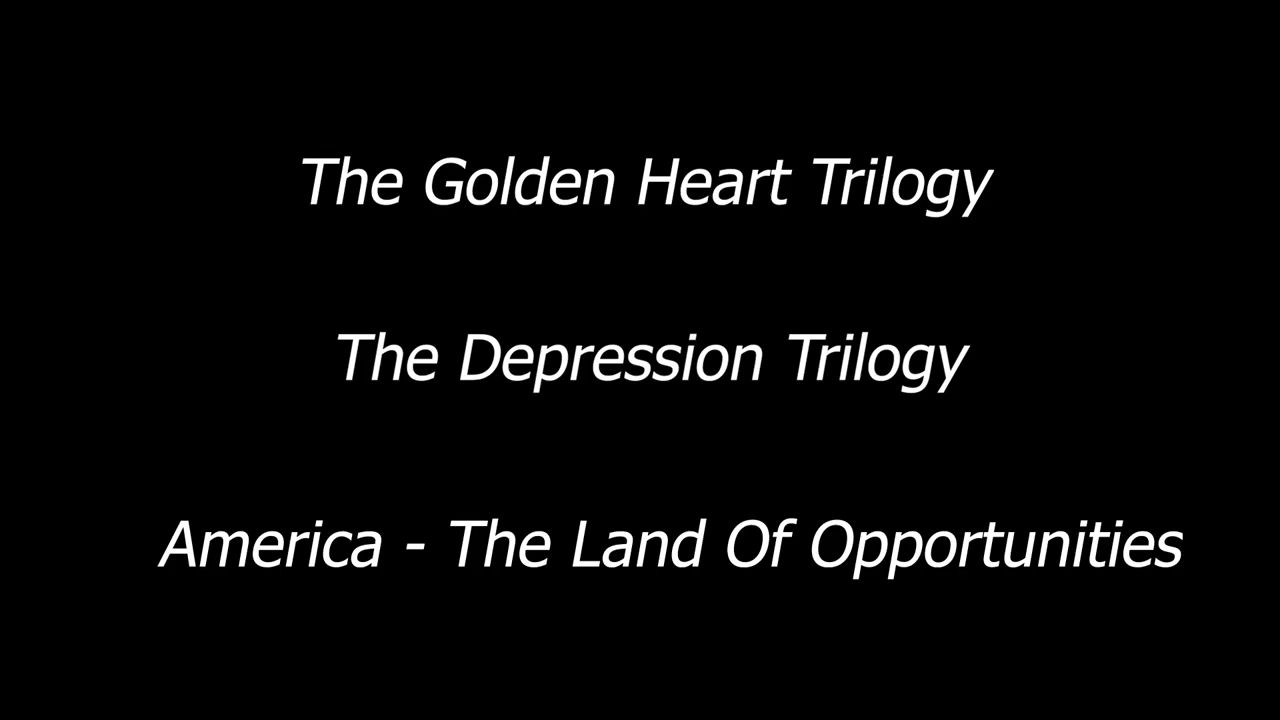 The Golden Heart Trilogy
The Depression Trilogy
America - The Land Of Opportunities